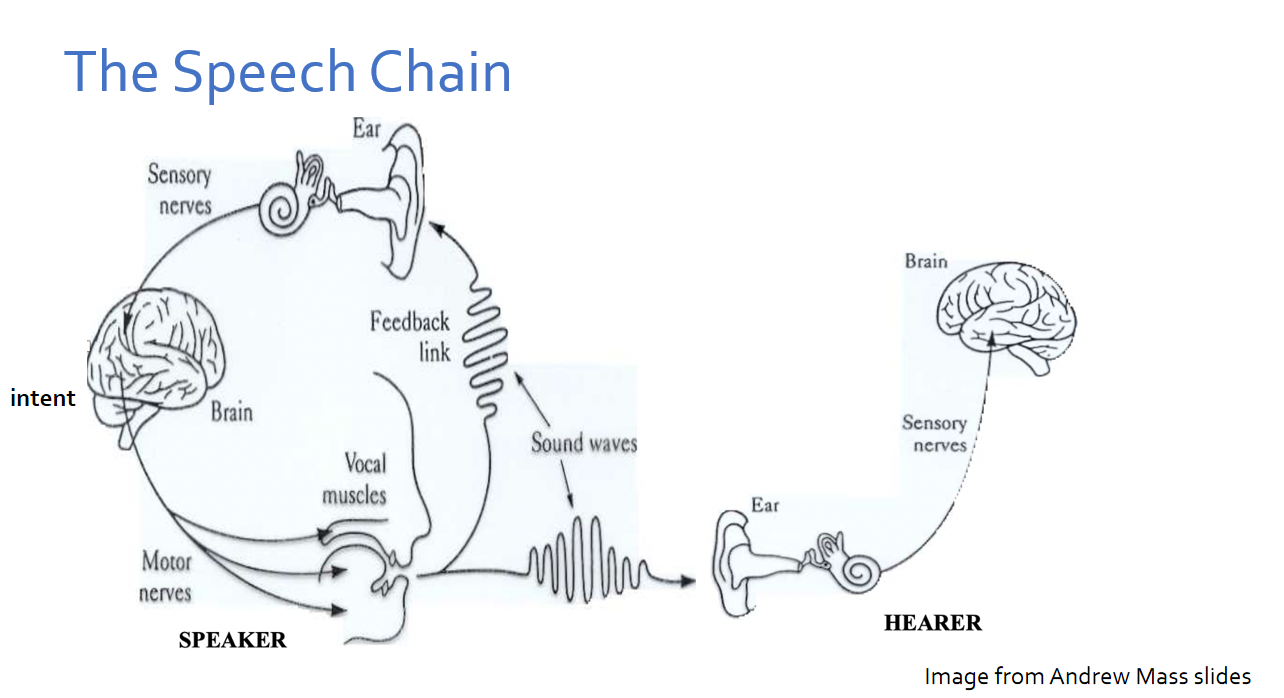 The Speech Chain
Ear
Sensory
nerves
Feedback
link
intent
Brain
Vocal
muscles
Motor
nerves
SPEAKER
Sound waves
Brain
Sensory
nerves
Ear
HEARER
Image from Andrew Mass slides